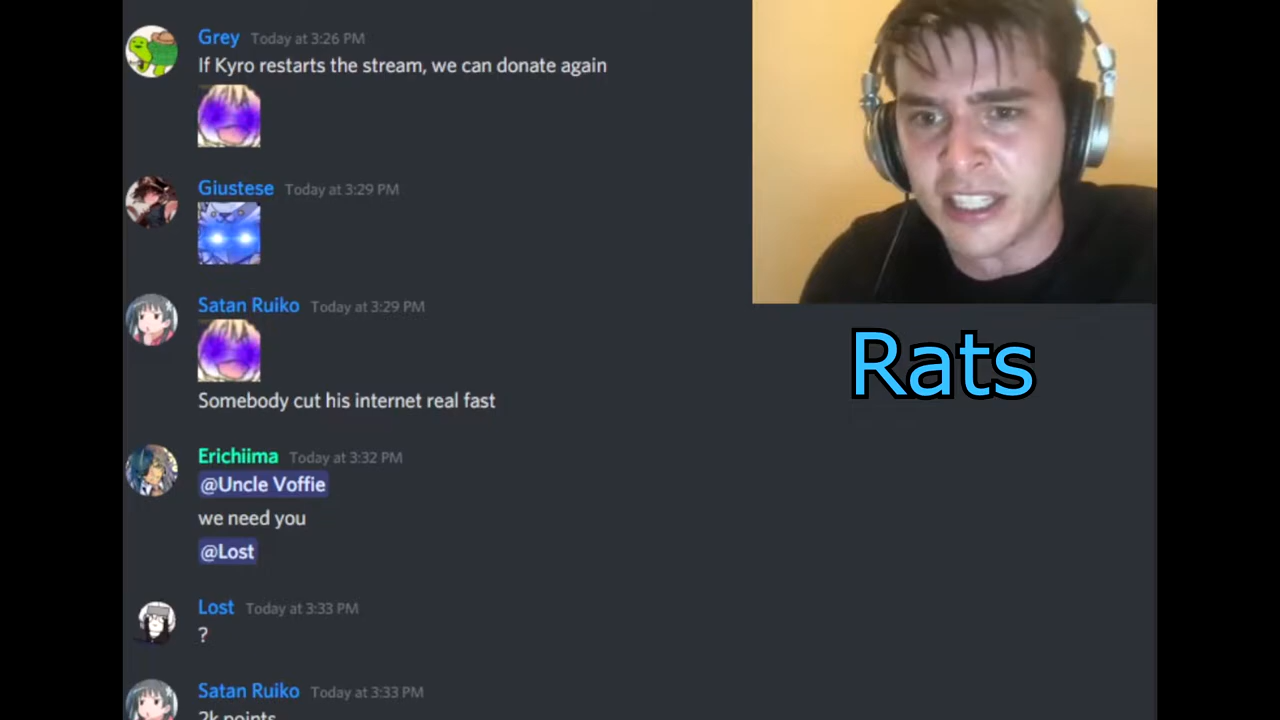 Grey Today at 3:26 PM
If Kyro restarts the stream, we can donate again
Giustese Today at 3:29 PM
Satan Ruiko Today at 3:29 PM
Somebody cut his internet real fast
Rats
Erichiima Today at 3:32 PM
@Uncle Voffie
we need you
@Lost
Lost Today at 3:33 PM
?
Satan Ruiko Today at 3:33 PM
2k points